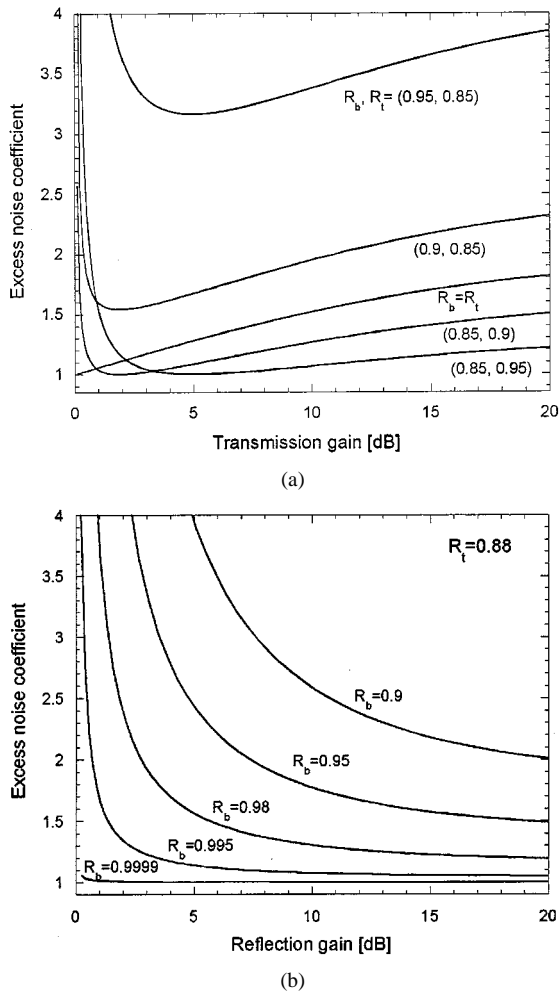 4
3.5
3
2.5
2
1.5
1
Excess noise coefficient
R_b, R_t= (0.95, 0.85)
(0.9, 0.85)
R_b=R_t
(0.85, 0.9)
(0.85, 0.95)
0 5 10 15 20
Transmission gain [dB]
(a)
4
3.5
3
2.5
2
1.5
1
Excess noise coefficient
R_t=0.88
R_b=0.9
R_b=0.95
R_b=0.98
R_b=0.995
R_b=0.9999
0 5 10 15 20
Reflection gain [dB]
(b)